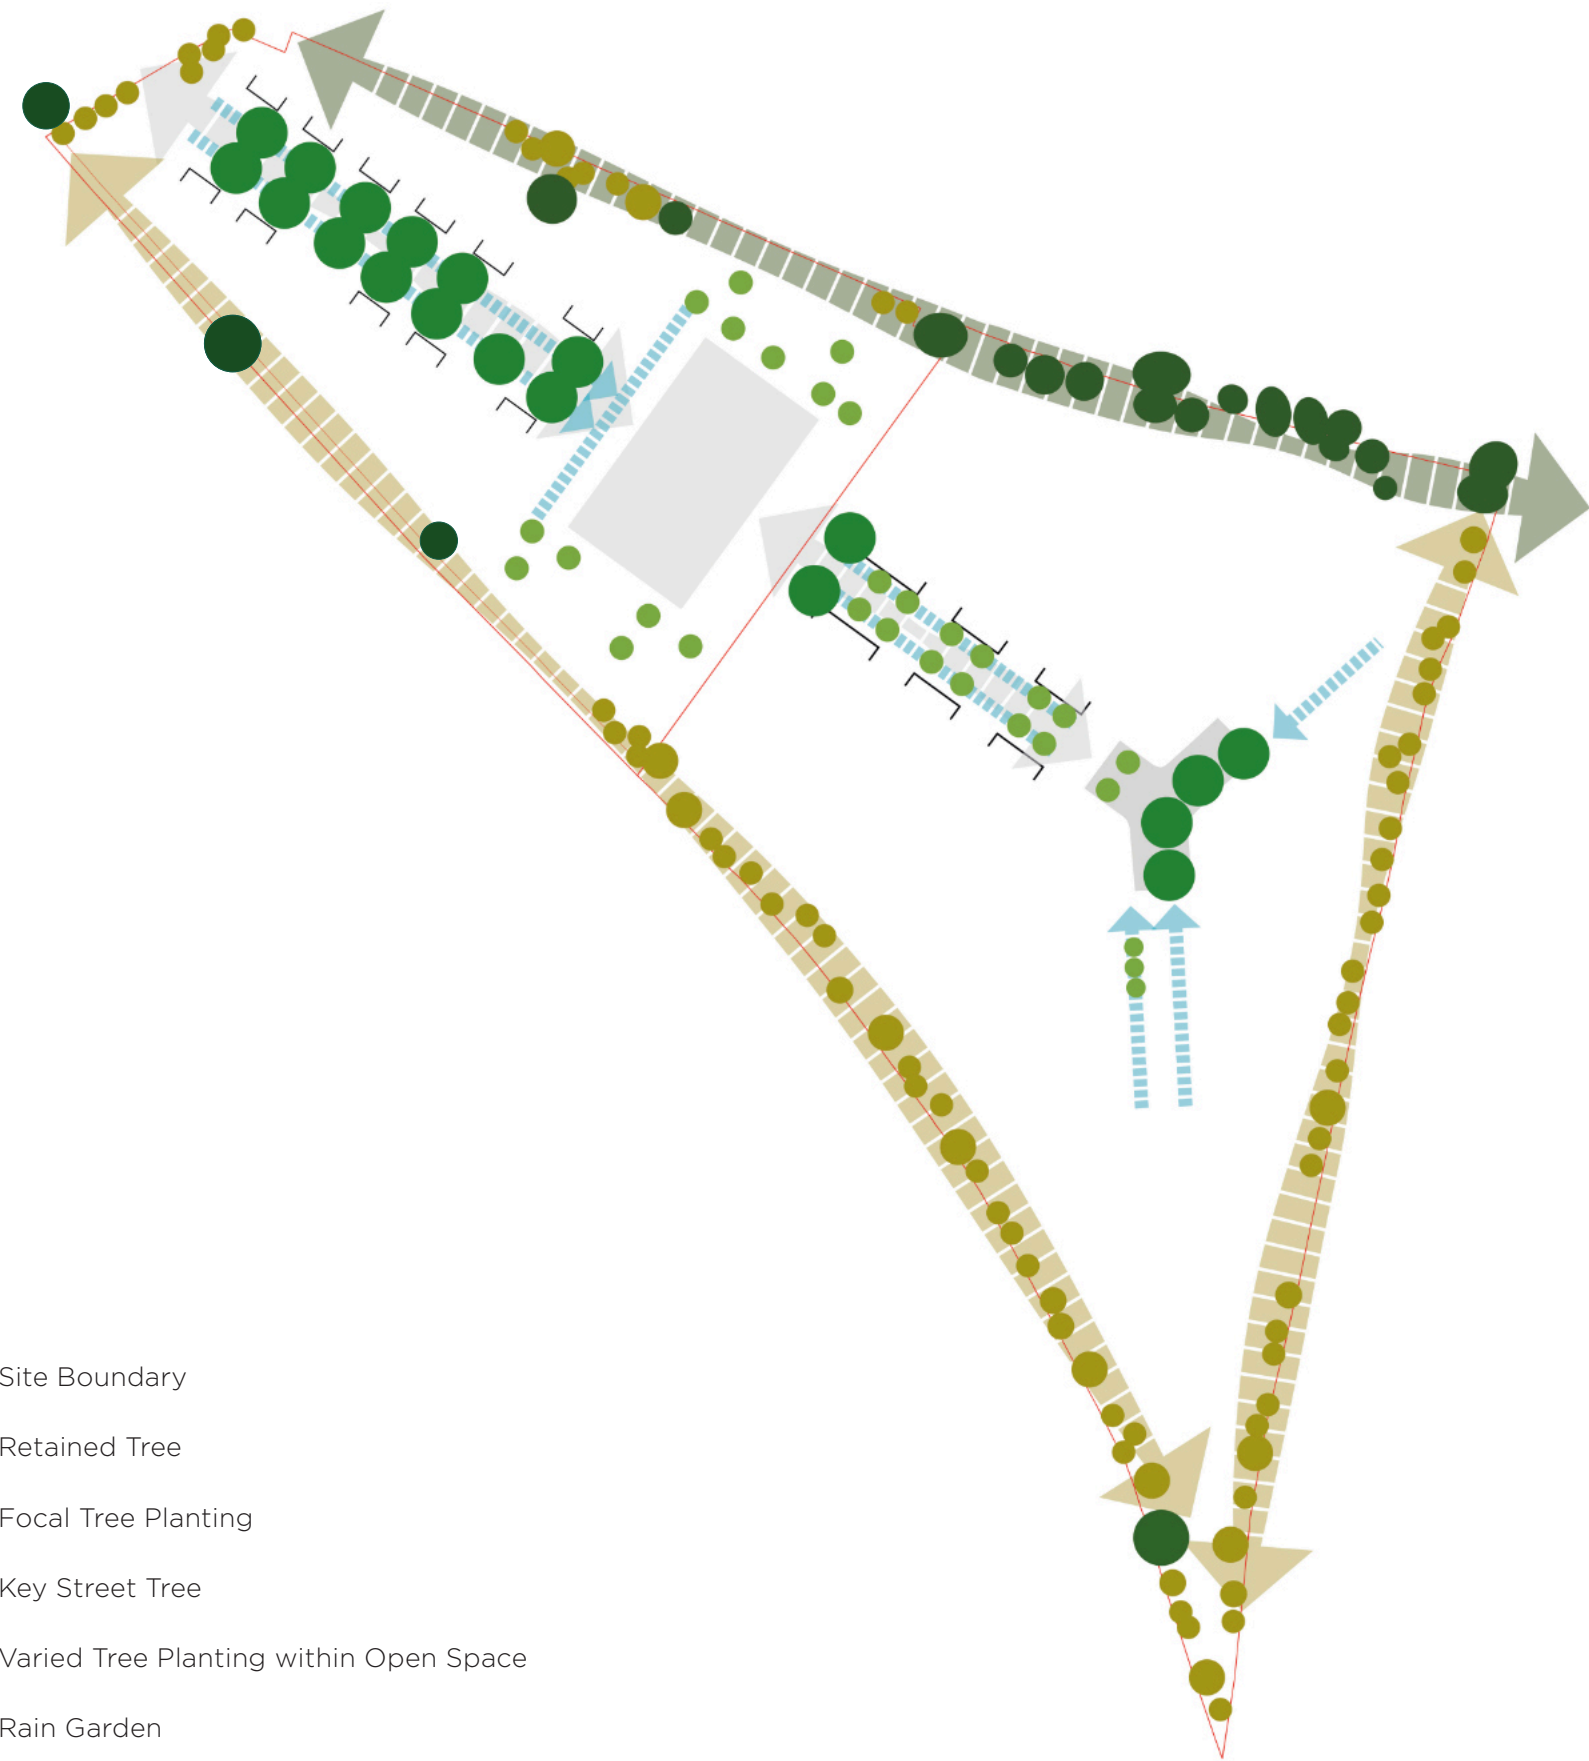 Site Boundary
Retained Tree
Focal Tree Planting
Key Street Tree
Varied Tree Planting within Open Space
Rain Garden